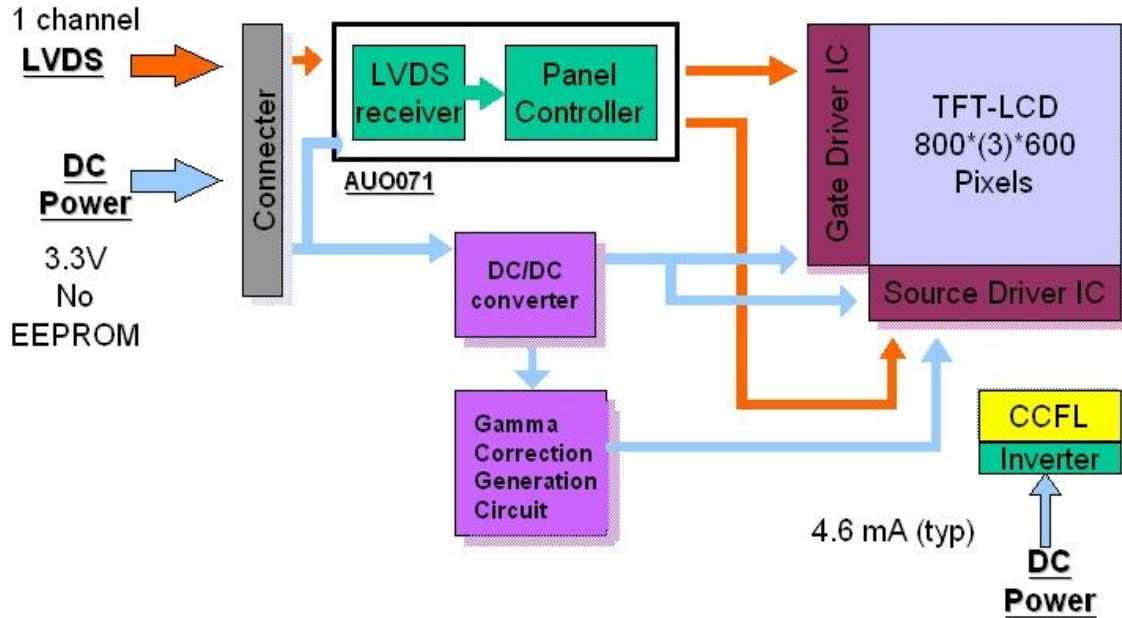 1 channel
LVDS
DC
Power
3.3V
No
EEPROM
Connecter
LVDS
receiver
Panel
Controller
AUO071
DC/DC
converter
Gamma
Correction
Generation
Circuit
Gate Driver IC
TFT-LCD
800*(3)*600
Pixels
Source Driver IC
CCFL
Inverter
4.6 mA (typ)
DC
Power